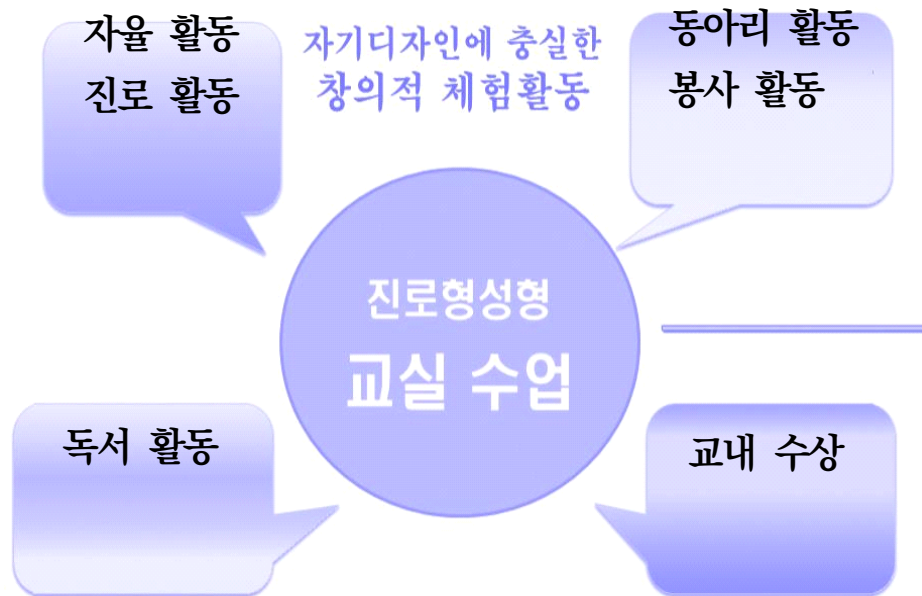 자율 활동
진로 활동
자기디자인에 충실한
창의적 체험활동
동아리 활동
봉사 활동
진로형성형
교실 수업
독서 활동
교내 수상